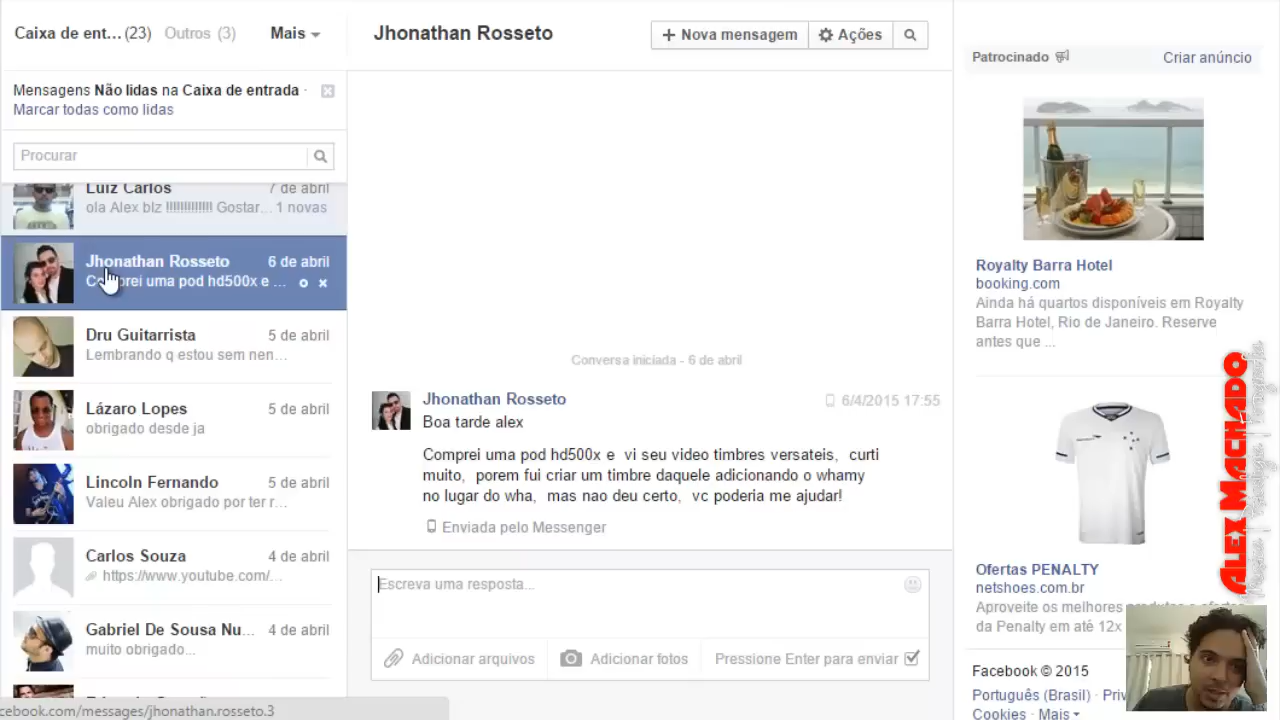 Caixa de ent... (23) Outros (3) Mais
Mensagens Não lidas na Caixa de entrada ·
Marcar todas como lidas
Procurar
Luiz Carlos 7 de abril
ola Alex blz !!!!!!!!!!!!! Gostar... 1 novas
Jhonathan Rosseto 6 de abril
Comprei uma pod hd500x e ...
Dru Guitarrista 5 de abril
Lembrando q estou sem nen...
Lázaro Lopes 5 de abril
obrigado desde ja
Lincoln Fernando 5 de abril
Valeu Alex obrigado por ter r...
Carlos Souza 4 de abril
https://www.youtube.com/...
Gabriel De Sousa Nu... 4 de abril
muito obrigado...
cebook.com/messages/jhonathan.rosseto.3
Jhonathan Rosseto
Nova mensagem Ações
Conversa iniciada - 6 de abril
Jhonathan Rosseto 6/4/2015 17:55
Boa tarde alex
Comprei uma pod hd500x e vi seu video timbres versateis, curti
muito, porem fui criar um timbre daquele adicionando o whamy
no lugar do wha, mas nao deu certo, vc poderia me ajudar!
Enviada pelo Messenger
Escreva uma resposta...
Adicionar arquivos Adicionar fotos Pressione Enter para enviar
Patrocinado Criar anúncio
Royalty Barra Hotel
booking.com
Ainda há quartos disponíveis em Royalty
Barra Hotel, Rio de Janeiro. Reserve
antes que ...
Ofertas PENALTY
netshoes.com.br
Aproveite os melhores
da Penalty em até 12x
Facebook © 2015
Português (Brasil) · Priv
Cookies · Mais
ALEX MACHADO